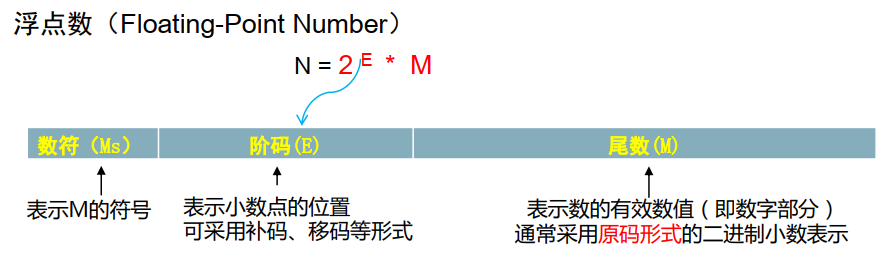 浮点数（Floating-Point Number）
N = 2 E * M
数符（Ms） 阶码(E) 尾数(M)
表示M的符号
表示小数点的位置
可采用补码、移码等形式
表示数的有效数值（即数字部分）
通常采用原码形式的二进制小数表示